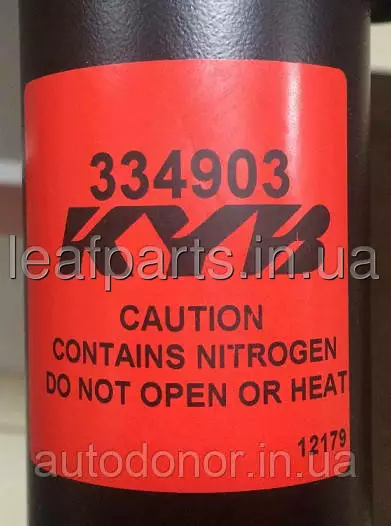 334903
KYB
leafparts.in.ua
CAUTION
CONTAINS NITROGEN
DO NOT OPEN OR HEAT
12179
autodonor.in.ua